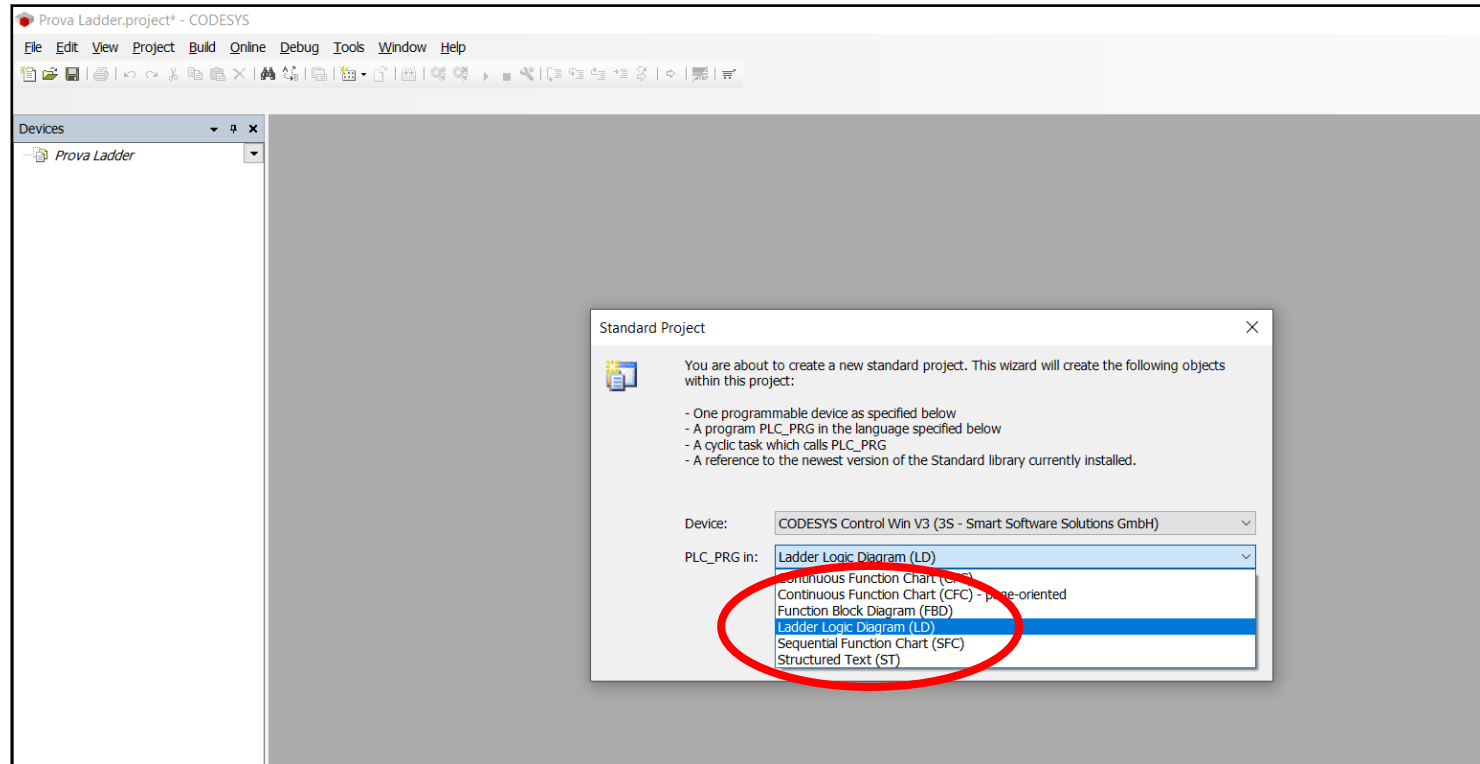 Prova Ladder.project* - CODESYS
File Edit View Project Build Online Debug Tools Window Help
Devices
Prova Ladder
Standard Project
You are about to create a new standard project. This wizard will create the following objects
within this project:
- One programmable device as specified below
- A program PLC_PRG in the language specified below
- A cyclic task which calls PLC_PRG
- A reference to the newest version of the Standard library currently installed.
Device: CODESYS Control Win V3 (3S - Smart Software Solutions GmbH)
PLC_PRG in: Ladder Logic Diagram (LD)
Continuous Function Chart (CFC)
Continuous Function Chart (CFC) - page-oriented
Function Block Diagram (FBD)
Ladder Logic Diagram (LD)
Sequential Function Chart (SFC)
Structured Text (ST)